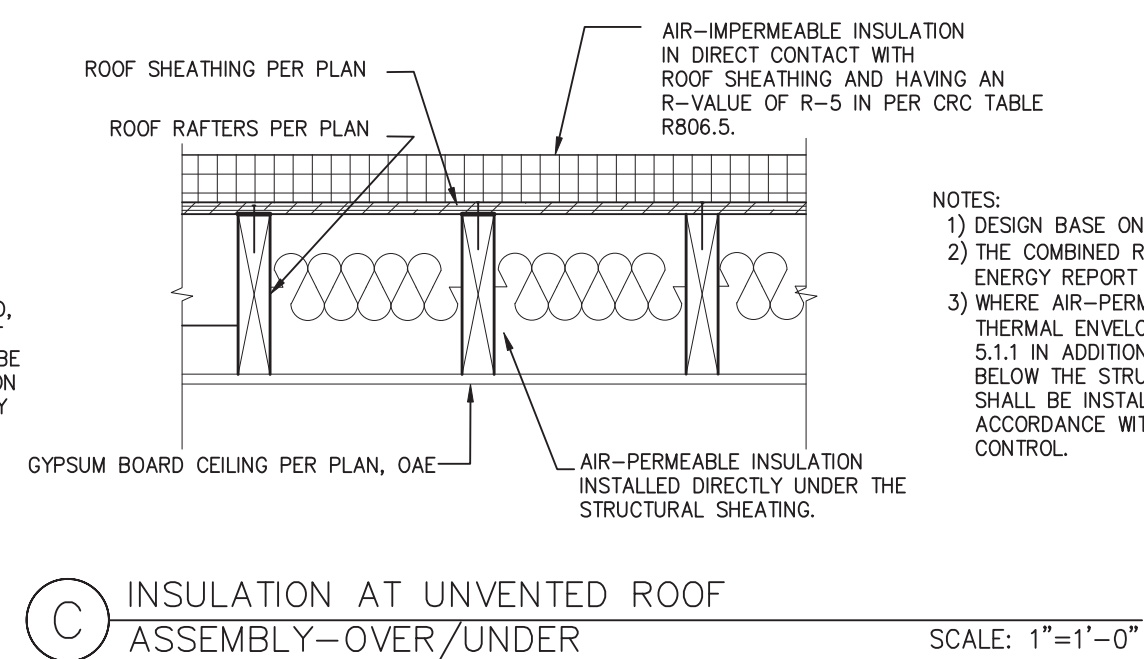 AIR-IMPERMEABLE INSULATION
IN DIRECT CONTACT WITH
ROOF SHEATHING AND HAVING AN
R-VALUE OF R-5 IN PER CRC TABLE
R806.5.
ROOF SHEATHING PER PLAN
ROOF RAFTERS PER PLAN
NOTES:
1) DESIGN BASE ON
2) THE COMBINED R
ENERGY REPORT
3) WHERE AIR-PERM
THERMAL ENVELO
5.1.1 IN ADDITION
BELOW THE STRU
SHALL BE INSTAL
ACCORDANCE WIT
CONTROL.
BE
ON
Y
GYPSUM BOARD CEILING PER PLAN, OAE
AIR-PERMEABLE INSULATION
INSTALLED DIRECTLY UNDER THE
STRUCTURAL SHEATING.
C
INSULATION AT UNVENTED ROOF
ASSEMBLY-OVER/UNDER
SCALE: 1"=1'-0"